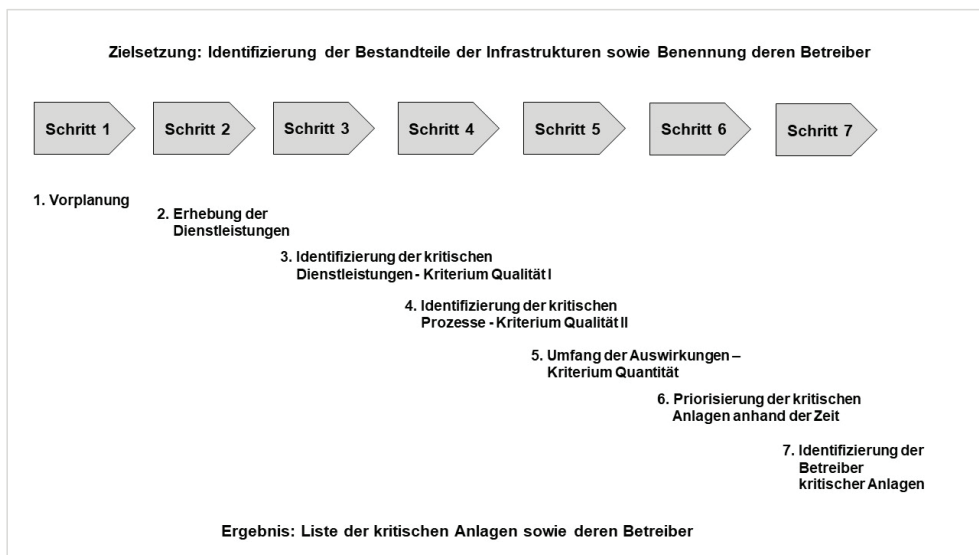 Zielsetzung: Identifizierung der Bestandteile der Infrastrukturen sowie Benennung deren Betreiber
Schritt 1
Schritt 2
Schritt 3
Schritt 4
Schritt 5
Schritt 6
Schritt 7
1. Vorplanung
2. Erhebung der
Dienstleistungen
3. Identifizierung der kritischen
Dienstleistungen - Kriterium Qualität I
4. Identifizierung der kritischen
Prozesse - Kriterium Qualität II
5. Umfang der Auswirkungen –
Kriterium Quantität
6. Priorisierung der kritischen
Anlagen anhand der Zeit
7. Identifizierung der
Betreiber
kritischer Anlagen
Ergebnis: Liste der kritischen Anlagen sowie deren Betreiber